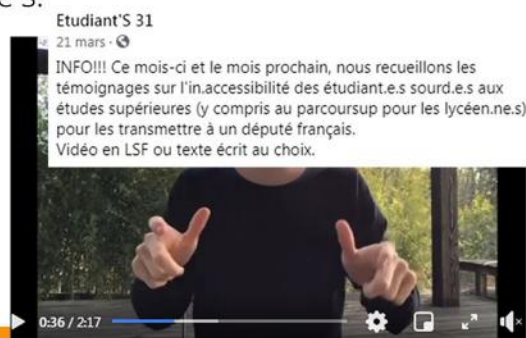 e s.
Etudiant'S 31
21 mars ·
INFO!!! Ce mois-ci et le mois prochain, nous recueillons les
témoignages sur l'in.accessibilité des étudiant.e.s sourd.e.s aux
études supérieures (y compris au parcoursup pour les lycéen.ne.s)
pour les transmettre à un député français.
Vidéo en LSF ou texte écrit au choix.
0:36 / 2:17